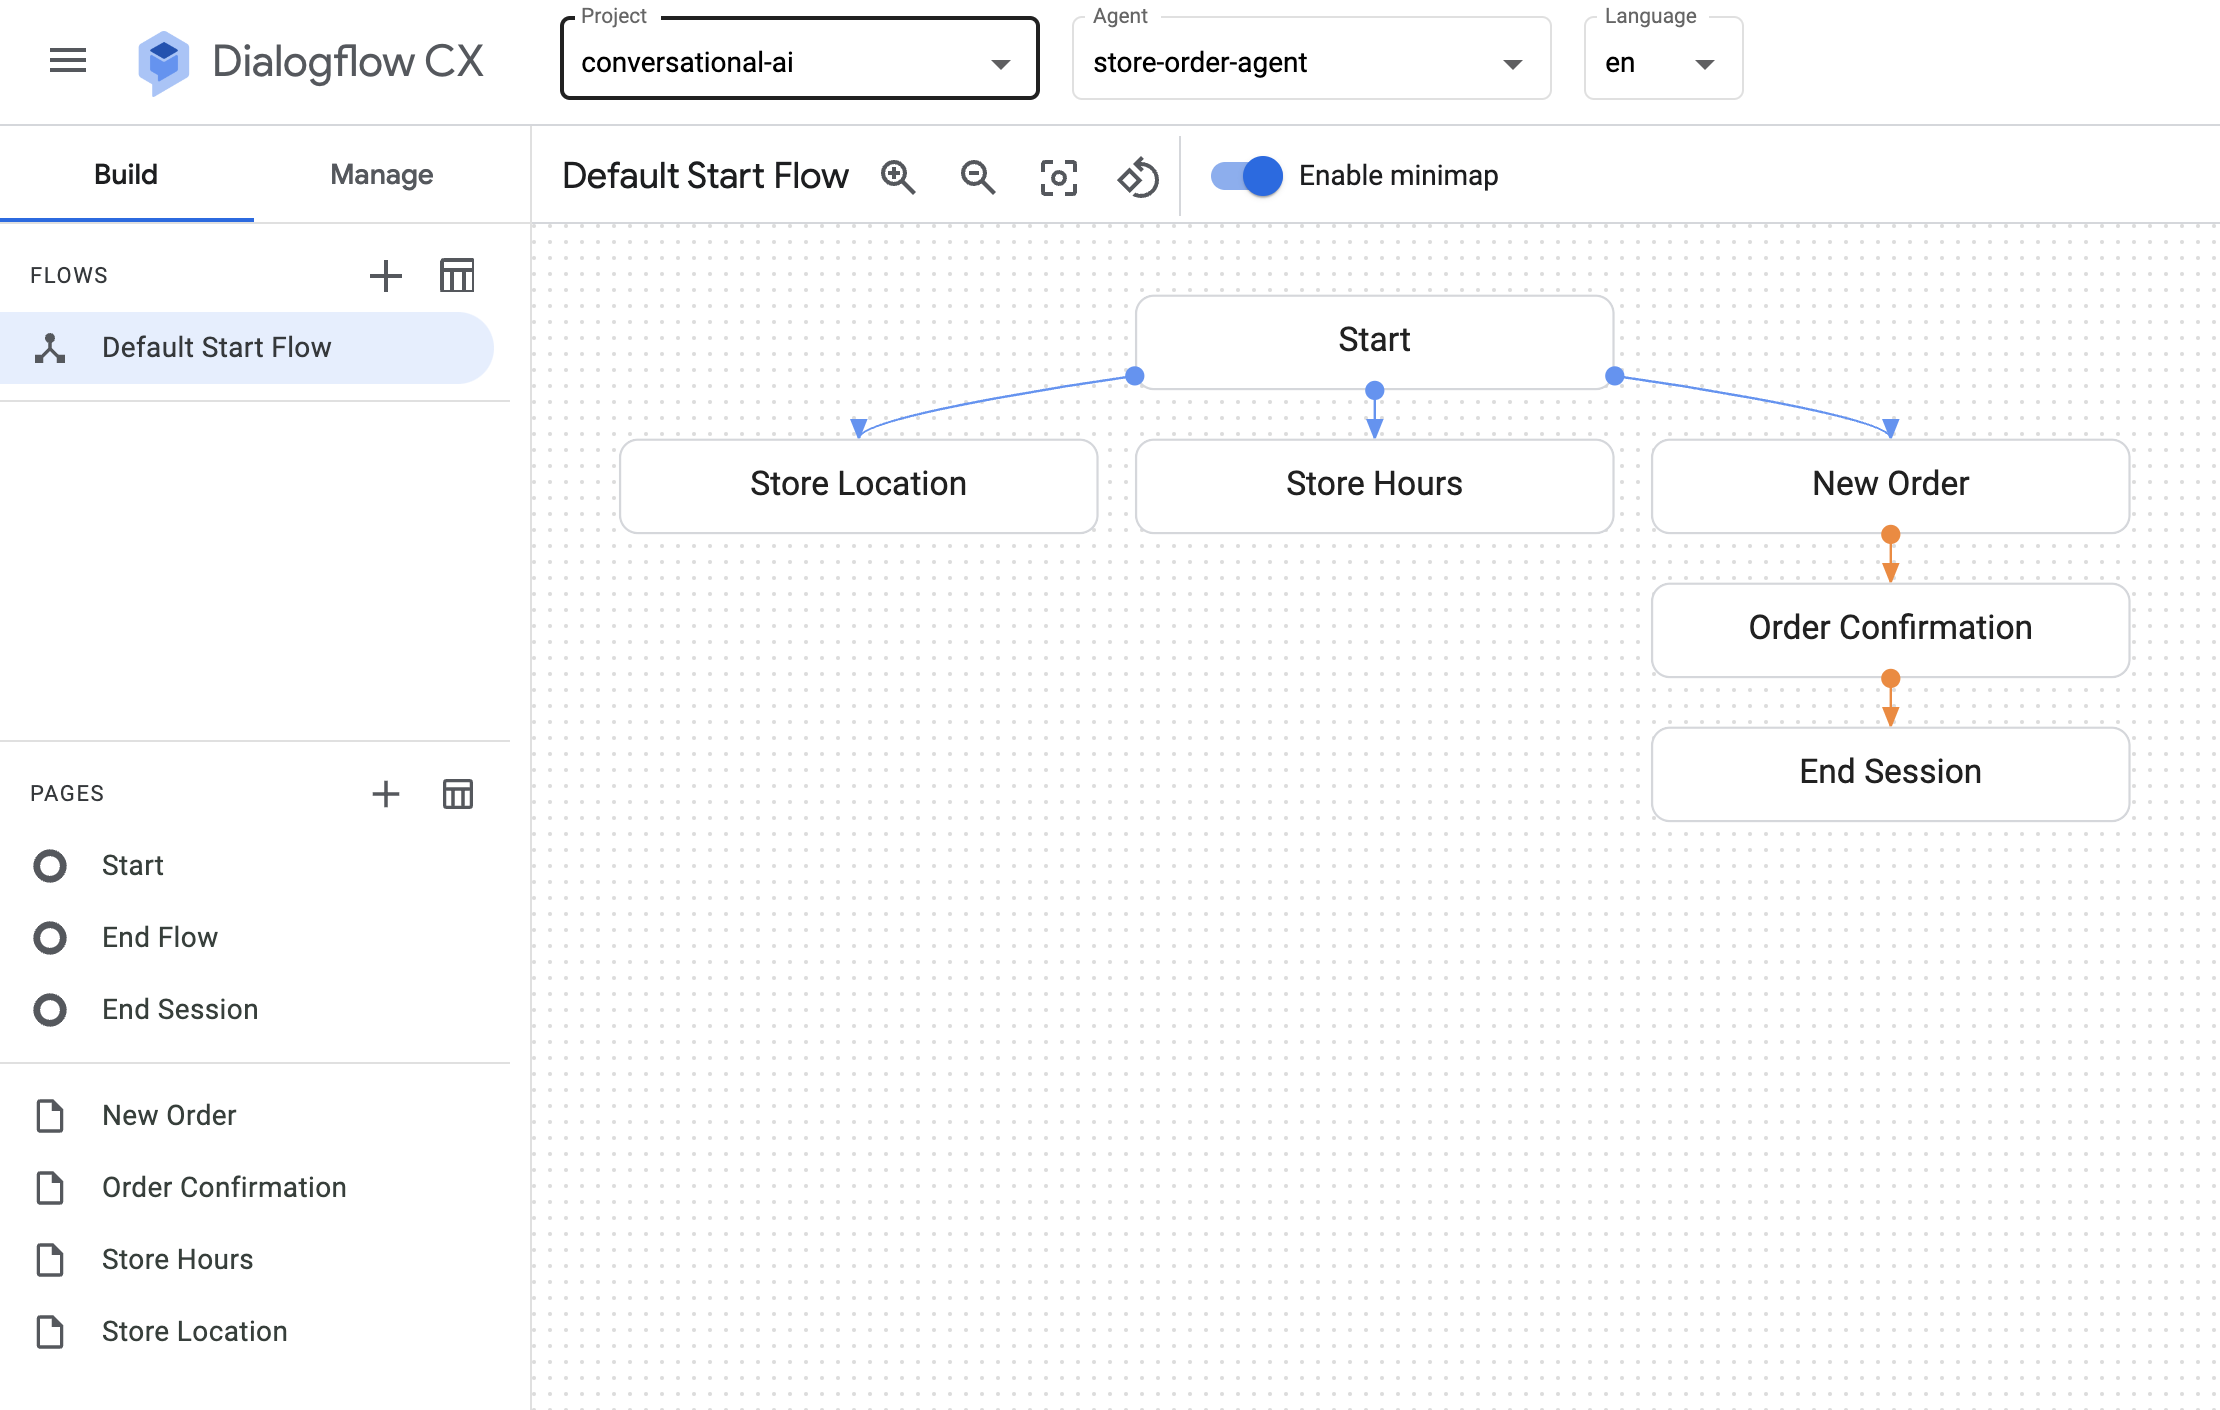 Dialogflow CX
Project
conversational-ai
Agent
store-order-agent
Language
en
Build
Manage
Default Start Flow
Enable minimap
FLOWS
Default Start Flow
PAGES
Start
End Flow
End Session
New Order
Order Confirmation
Store Hours
Store Location
Start
Store Location
Store Hours
New Order
Order Confirmation
End Session